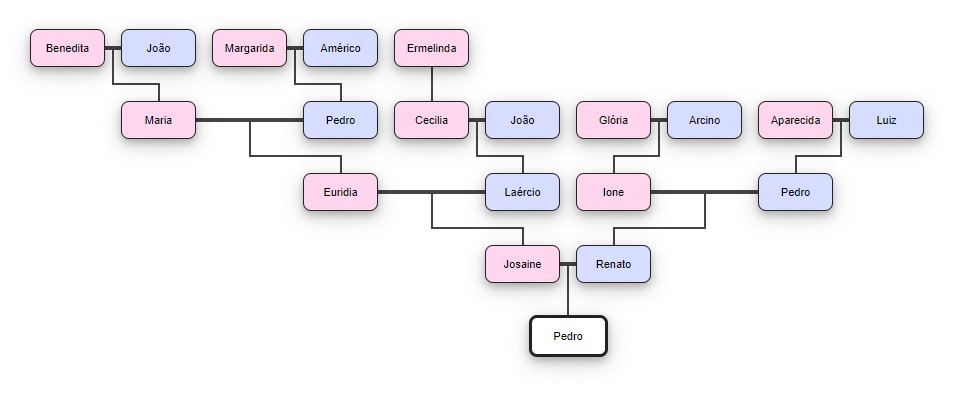 Benedita
João
Margarida
Américo
Ermelinda
Maria
Pedro
Cecilia
João
Glória
Arcino
Aparecida
Luiz
Euridia
Laércio
Ione
Pedro
Josaine
Renato
Pedro